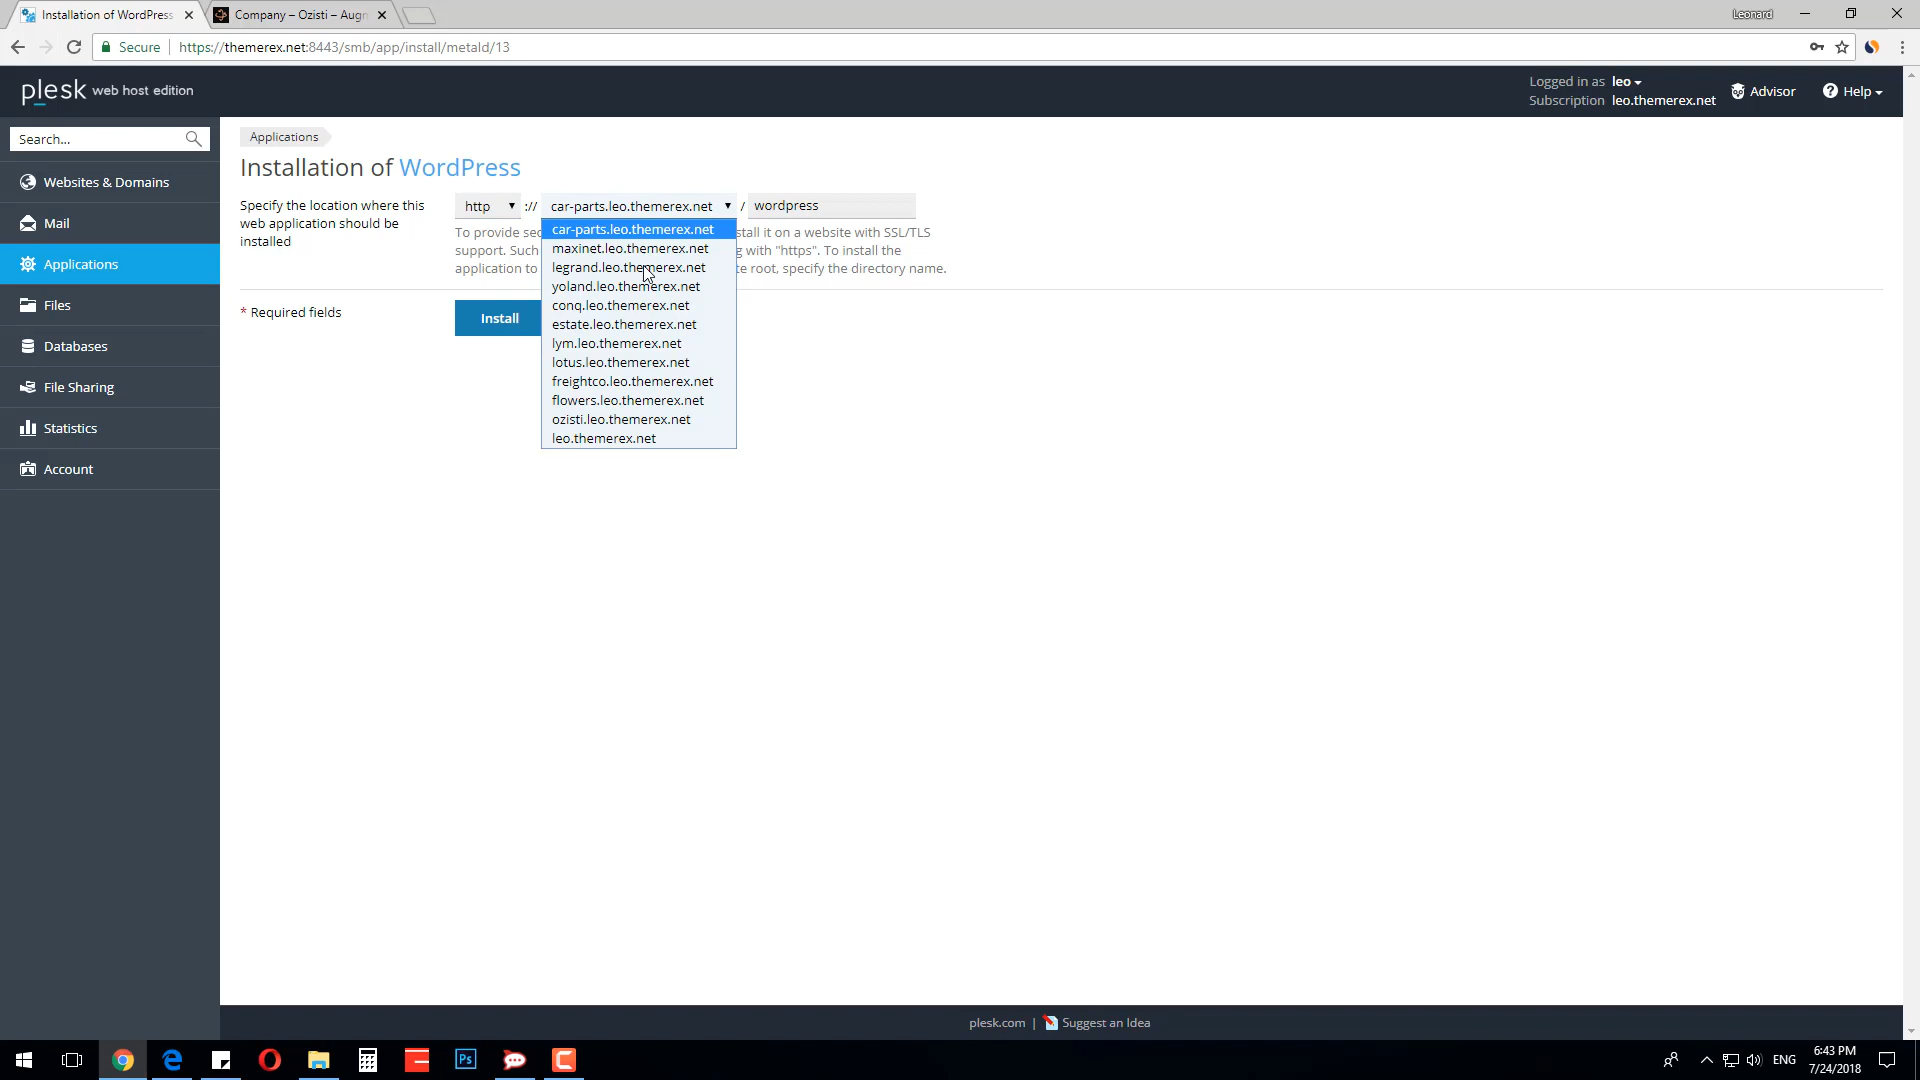 Installation of WordPress
Company – Ozisti – Aug
Leonard
Secure
https://themerex.net:8443/smb/app/install/metaId/13
plesk web host edition
Logged in as leo
Subscription leo.themerex.net
Advisor
Help
Search...
Websites & Domains
Mail
Applications
Files
Databases
File Sharing
Statistics
Account
Applications
Installation of WordPress
Specify the location where this
web application should be
installed
http :// car-parts.leo.themerex.net / wordpress
To provide sec
stall it on a website with SSL/TLS
support. Such
g with "https". To install the
application to
te root, specify the directory name.
car-parts.leo.themerex.net
maxinet.leo.themerex.net
legrand.leo.themerex.net
yoland.leo.themerex.net
conq.leo.themerex.net
estate.leo.themerex.net
lym.leo.themerex.net
lotus.leo.themerex.net
freightco.leo.themerex.net
flowers.leo.themerex.net
ozisti.leo.themerex.net
leo.themerex.net
* Required fields
Install
plesk.com | Suggest an Idea
Ps
ENG
6:43 PM
7/24/2018